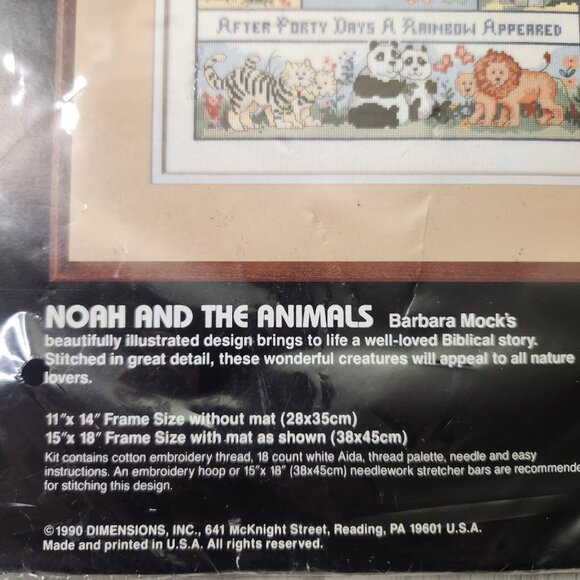 AFTER FORTY DAYS A RAINBOW APPEARED
NOAH AND THE ANIMALS Barbara Mock's
beautifully illustrated design brings to life a well-loved Biblical story.
Stitched in great detail, these wonderful creatures will appeal to all nature
lovers.
11"x 14" Frame Size without mat (28x35cm)
15"x 18" Frame Size with mat as shown (38x45cm)
Kit contains cotton embroidery thread, 18 count white Aida, thread palette, needle and easy
instructions. An embroidery hoop or 15"x 18" (38x45cm) needlework stretcher bars are recommende
for stitching this design.
©1990 DIMENSIONS, INC., 641 McKnight Street, Reading, PA 19601 U.S.A.
Made and printed in U.S.A. All rights reserved.